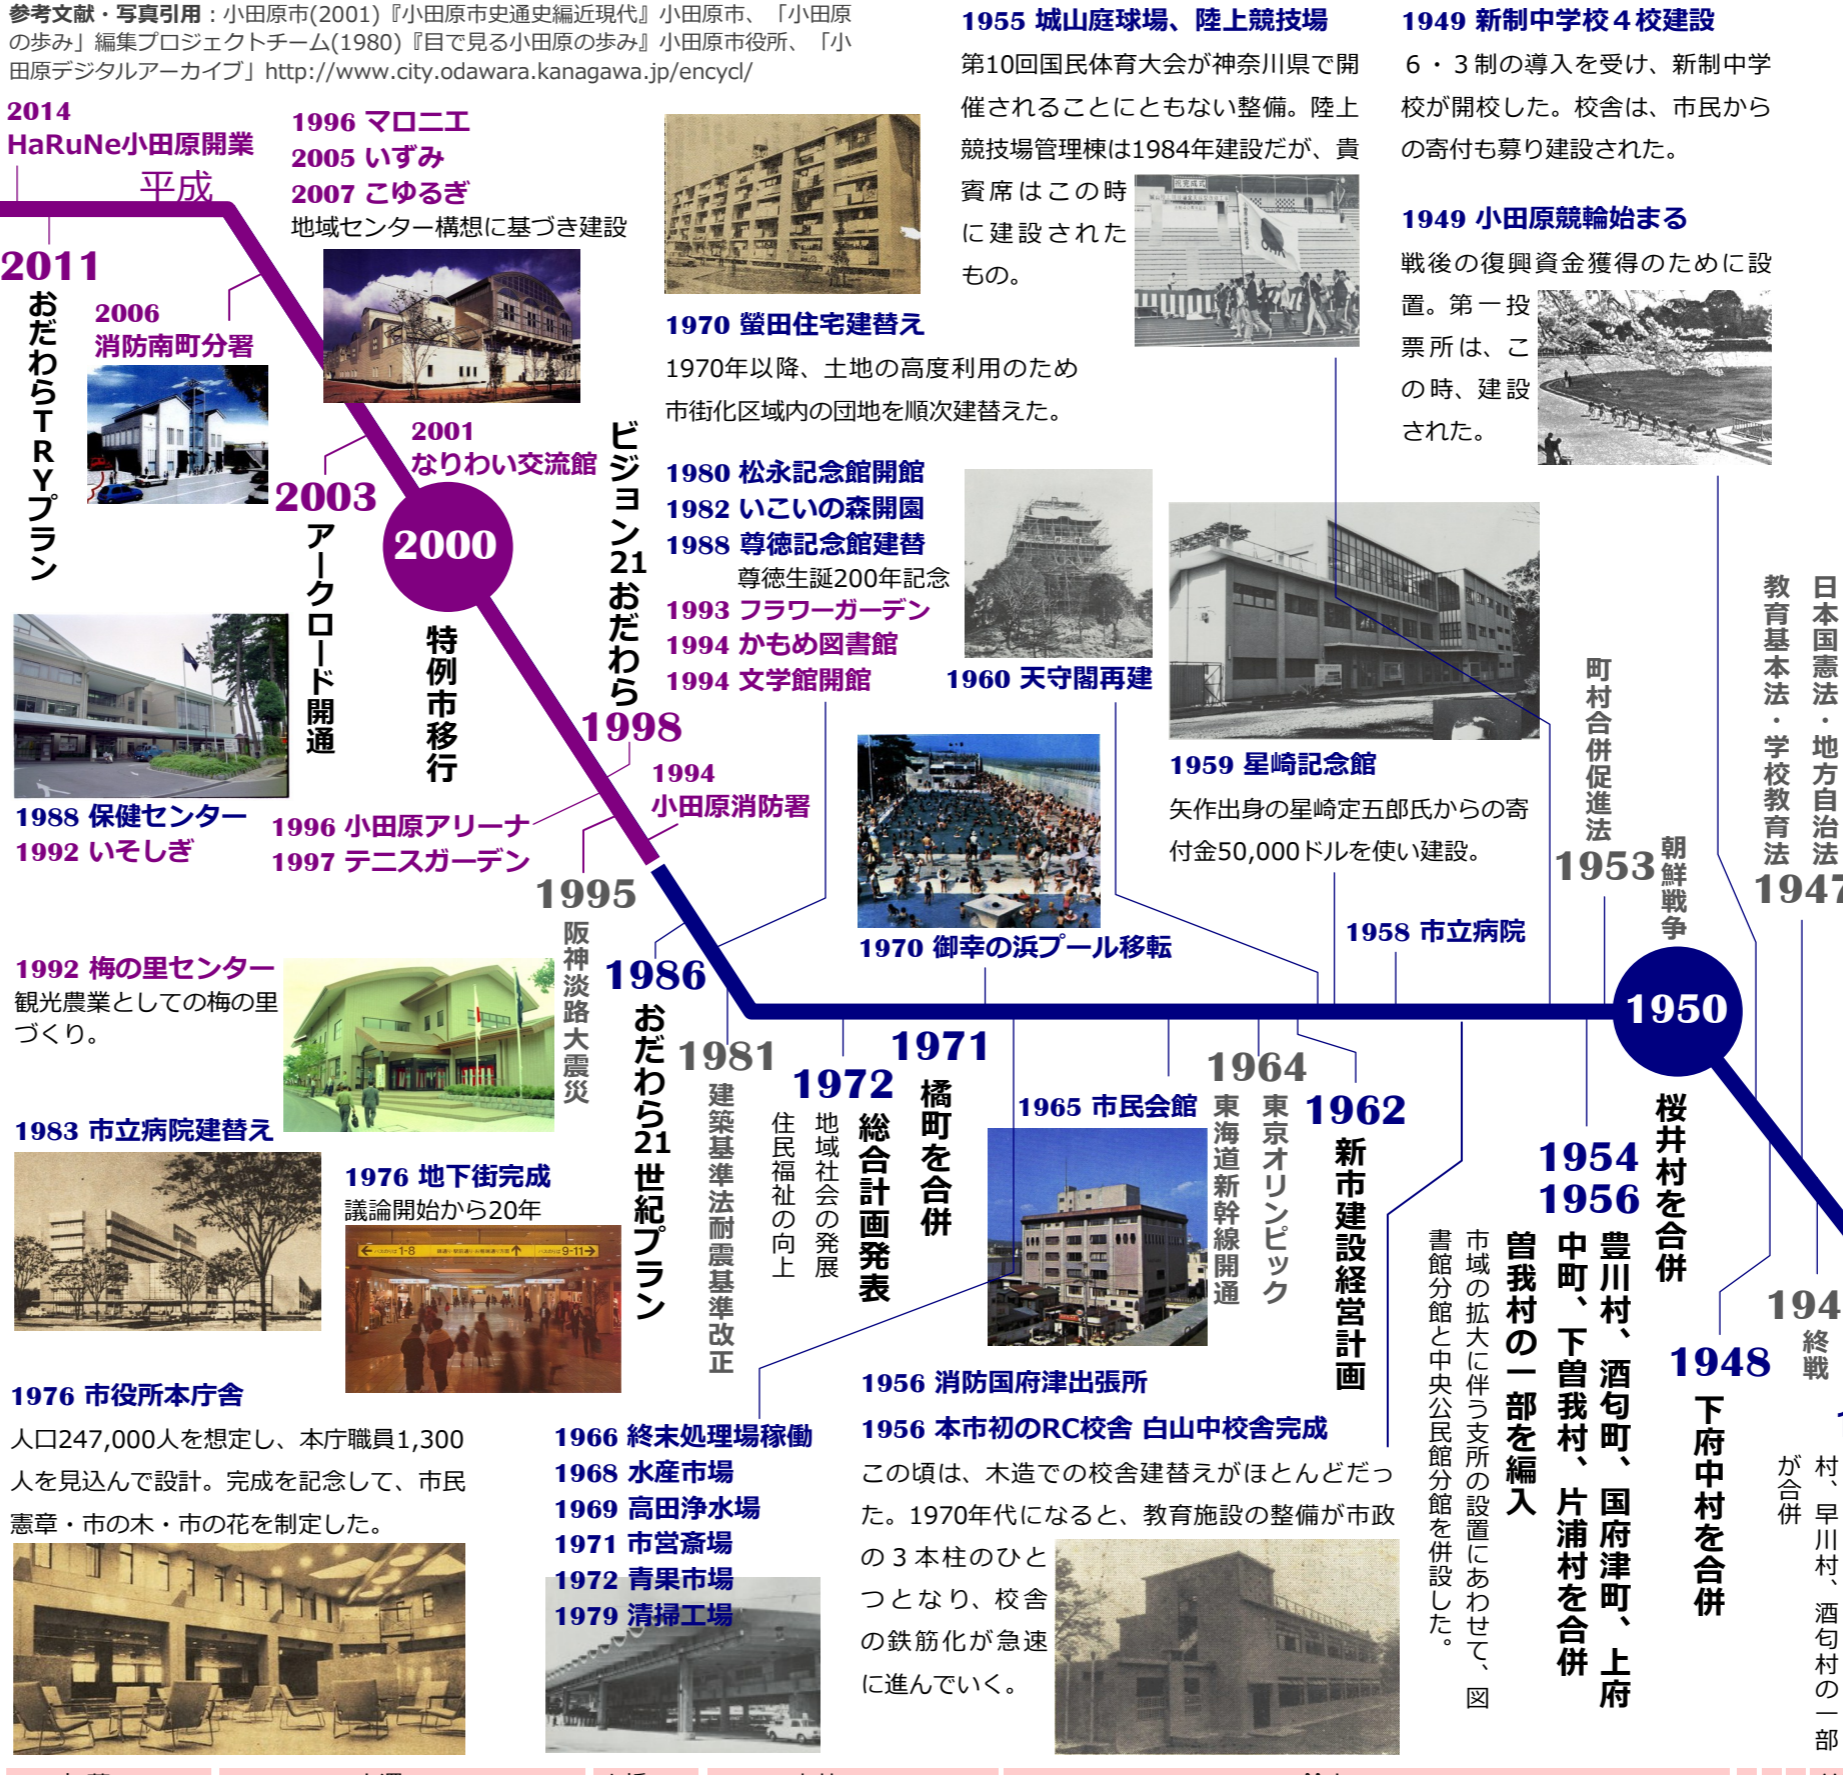 参考文献・写真引用：小田原市(2001)『小田原市史通史編近現代』小田原市、「小田原
の歩み」編集プロジェクトチーム(1980)『目で見る小田原の歩み』小田原市役所、「小
田原デジタルアーカイブ」http://www.city.odawara.kanagawa.jp/encycl/
2014
HaRuNe小田原開業
平成
1996 マロニエ
2005 いずみ
2007 こゆるぎ
地域センター構想に基づき建設
2011
おだわらTRYプラン
2006
消防南町分署
2001
なりわい交流館
2003
アークロード開通
2000
特例市移行
ビジョン21おだわら
1998
1988 保健センター
1992 いそしぎ
1996 小田原アリーナ
1997 テニスガーデン
1994
小田原消防署
1995
阪神淡路大震災
1992 梅の里センター
観光農業としての梅の里
づくり。
1983 市立病院建替え
1976 地下街完成
議論開始から20年
1-8
9-11
1976 市役所本庁舎
人口247,000人を想定し、本庁職員1,300
人を見込んで設計。完成を記念して、市民
憲章・市の木・市の花を制定した。
1970 螢田住宅建替え
1970年以降、土地の高度利用のため
市街化区域内の団地を順次建替えた。
1980 松永記念館開館
1982 いこいの森開園
1988 尊徳記念館建替
尊徳生誕200年記念
1993 フラワーガーデン
1994 かもめ図書館
1994 文学館開館
1960 天守閣再建
1970 御幸の浜プール移転
1986
おだわら21世紀プラン
1981
建築基準法耐震基準改正
1972
総合計画発表
地域社会の発展
住民福祉の向上
1971
橘町を合併
1965 市民会館
1964
東京オリンピック
東海道新幹線開通
1962
新市建設経営計画
1966 終末処理場稼働
1968 水産市場
1969 高田浄水場
1971 市営斎場
1972 青果市場
1979 清掃工場
1956 消防国府津出張所
1956 本市初のRC校舎 白山中校舎完成
この頃は、木造での校舎建替えがほとんどだっ
た。1970年代になると、教育施設の整備が市政
の３本柱のひと
つとなり、校舎
の鉄筋化が急速
に進んでいく。
1955 城山庭球場、陸上競技場
第10回国民体育大会が神奈川県で開
催されることにともない整備。陸上
競技場管理棟は1984年建設だが、貴
賓席はこの時
に建設された
もの。
1949 新制中学校４校建設
６・３制の導入を受け、新制中学
校が開校した。校舎は、市民から
の寄付も募り建設された。
1949 小田原競輪始まる
戦後の復興資金獲得のために設
置。第一投
票所は、こ
の時、建設
された。
1959 星崎記念館
矢作出身の星崎定五郎氏からの寄
付金50,000ドルを使い建設。
1958 市立病院
町村合併促進法
1953
朝鮮戦争
1950
桜井村を合併
日本国憲法・地方自治法
教育基本法・学校教育法
1947
1954
1956
豊川村、酒匂町、国府津町、上府
中町、下曽我村、片浦村を合併
曽我村の一部を編入
市域の拡大に伴う支所の設置にあわせて、図
書館分館と中央公民館分館を併設した。
1948
下府中村を合併
194
終戦
村、早川村、酒匂村の一部
が合併